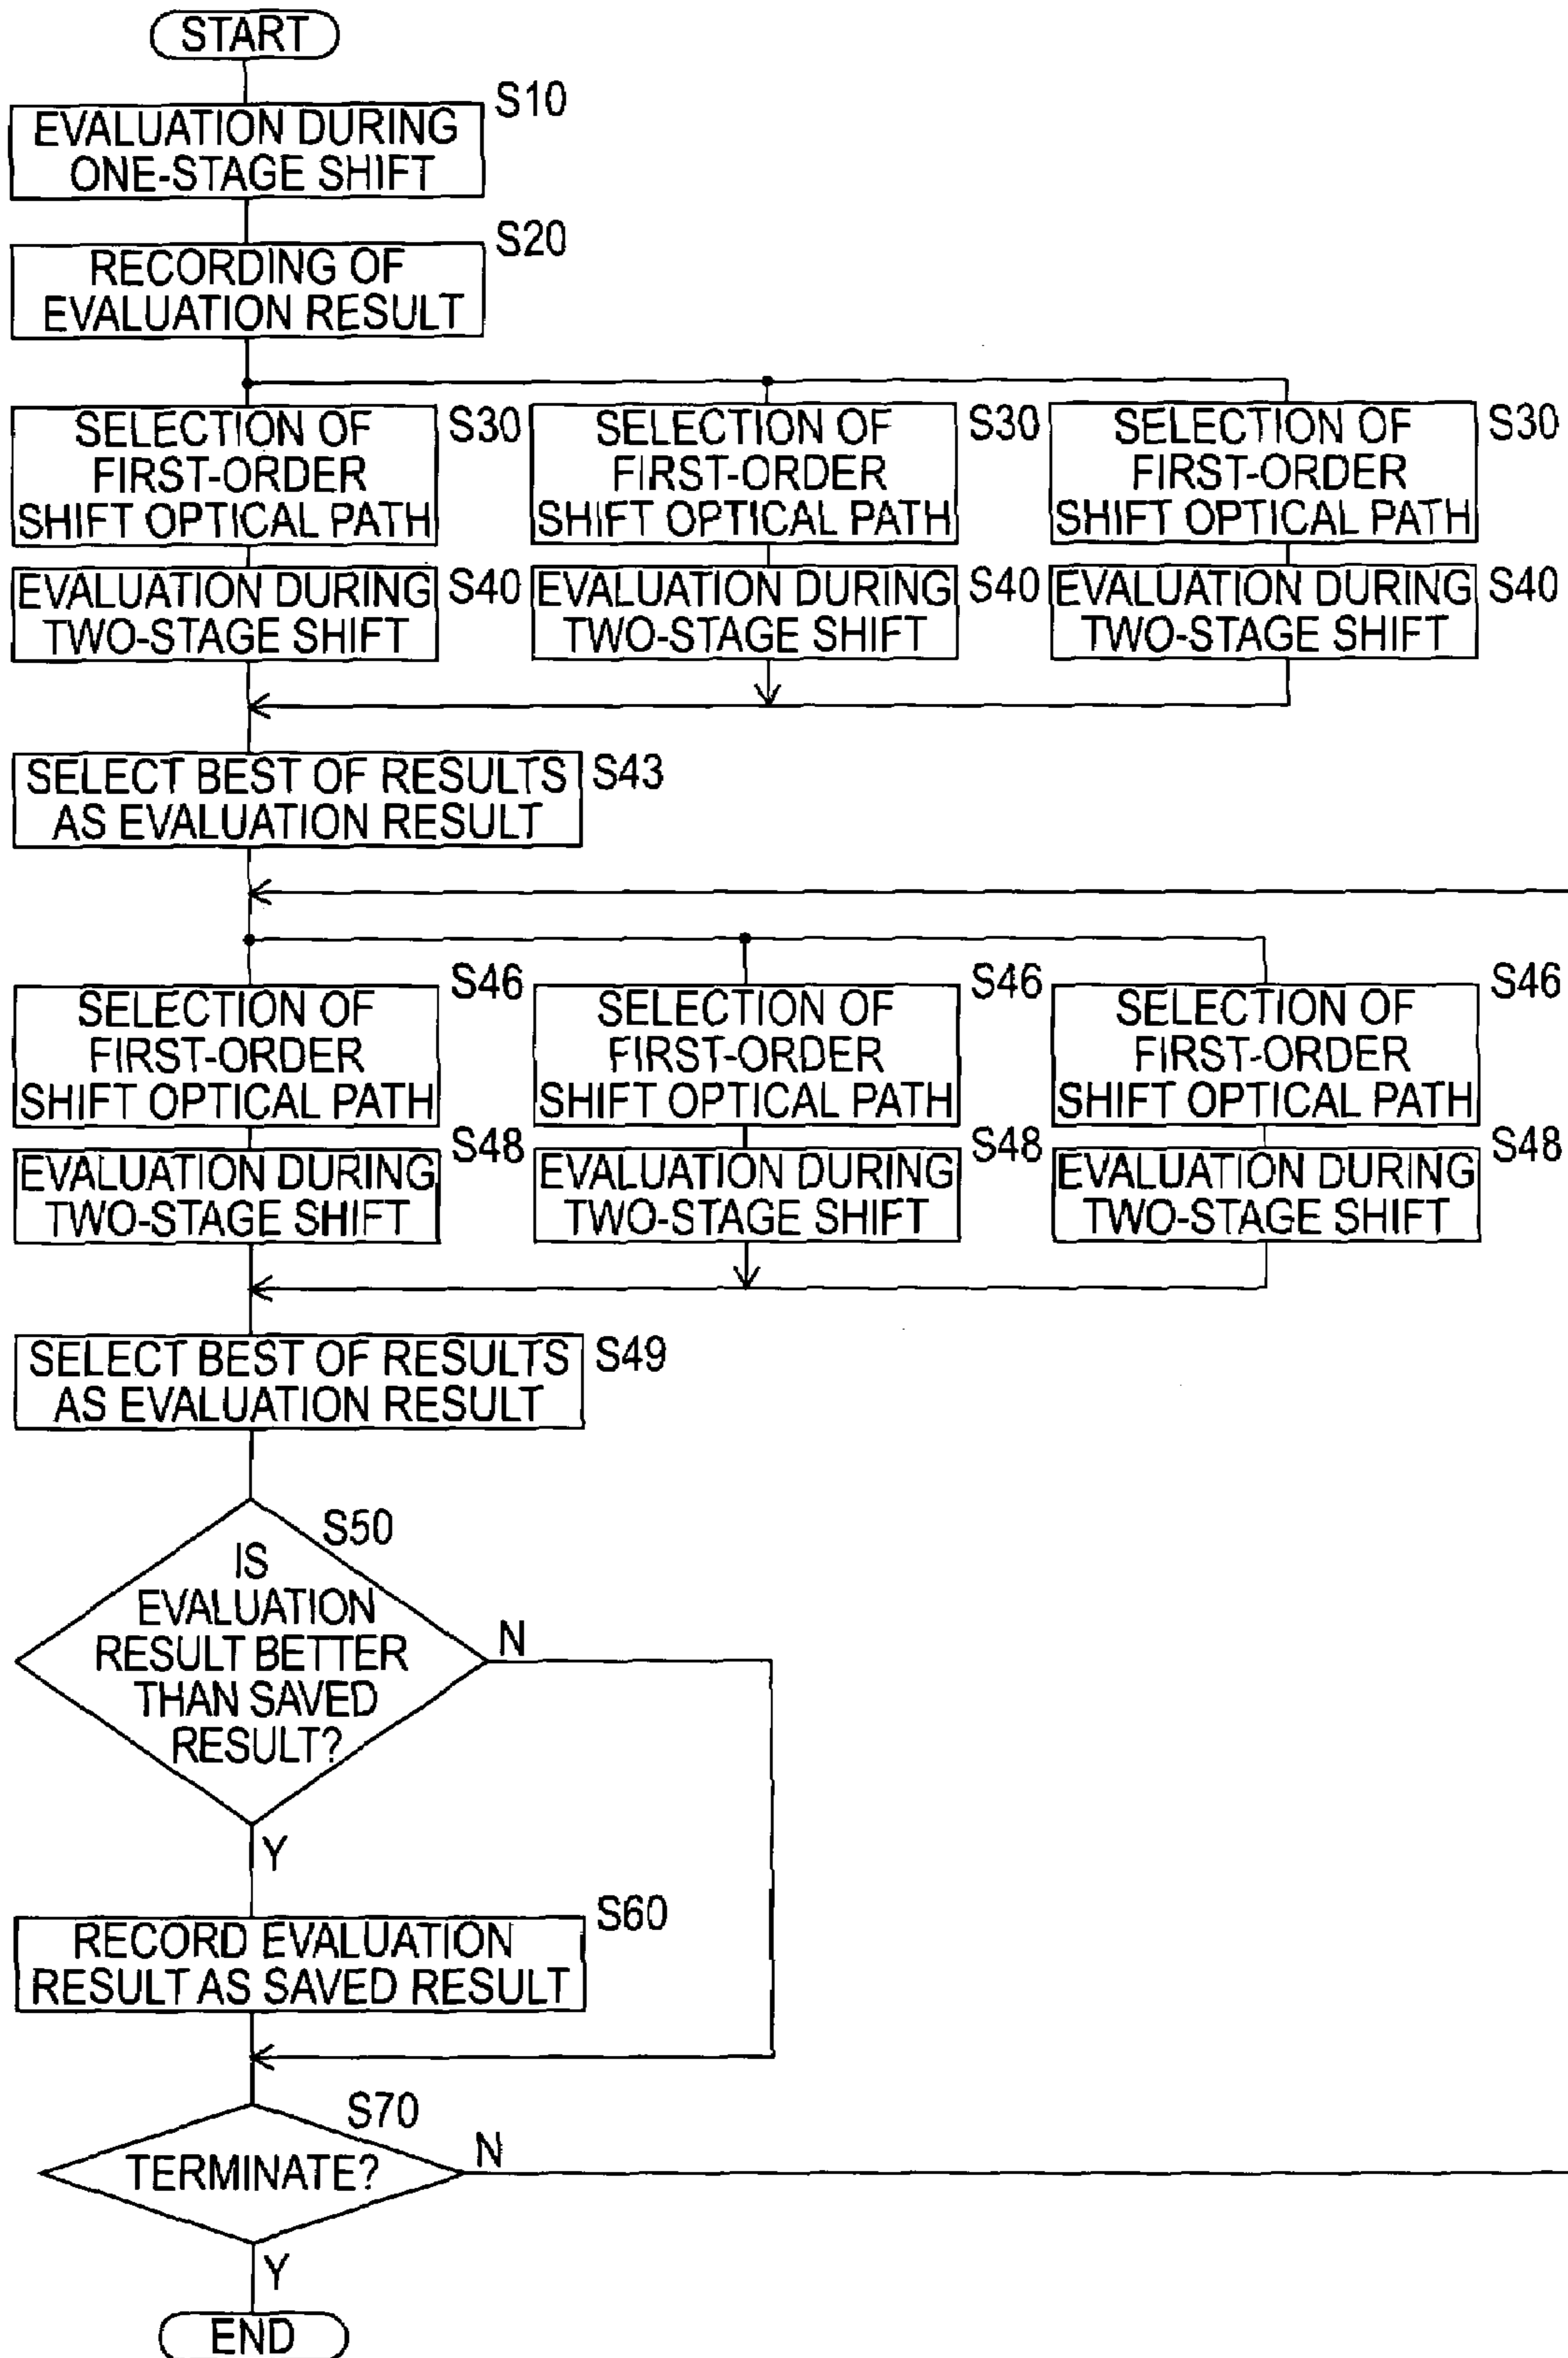 START
S10
EVALUATION DURING
ONE-STAGE SHIFT
S20
RECORDING OF
EVALUATION RESULT
SELECTION OF
FIRST-ORDER
SHIFT OPTICAL PATH
S30
SELECTION OF
FIRST-ORDER
SHIFT OPTICAL PATH
S30
SELECTION OF
FIRST-ORDER
SHIFT OPTICAL PATH
S30
EVALUATION DURING
TWO-STAGE SHIFT
S40
EVALUATION DURING
TWO-STAGE SHIFT
S40
EVALUATION DURING
TWO-STAGE SHIFT
S40
SELECT BEST OF RESULTS
AS EVALUATION RESULT
S43
S46
SELECTION OF
FIRST-ORDER
SHIFT OPTICAL PATH
S46
SELECTION OF
FIRST-ORDER
SHIFT OPTICAL PATH
S46
SELECTION OF
FIRST-ORDER
SHIFT OPTICAL PATH
S48
EVALUATION DURING
TWO-STAGE SHIFT
S48
EVALUATION DURING
TWO-STAGE SHIFT
S48
EVALUATION DURING
TWO-STAGE SHIFT
SELECT BEST OF RESULTS
AS EVALUATION RESULT
S49
S50
IS
EVALUATION
RESULT BETTER
THAN SAVED
RESULT?
N
Y
S60
RECORD EVALUATION
RESULT AS SAVED RESULT
S70
TERMINATE?
N
Y
END